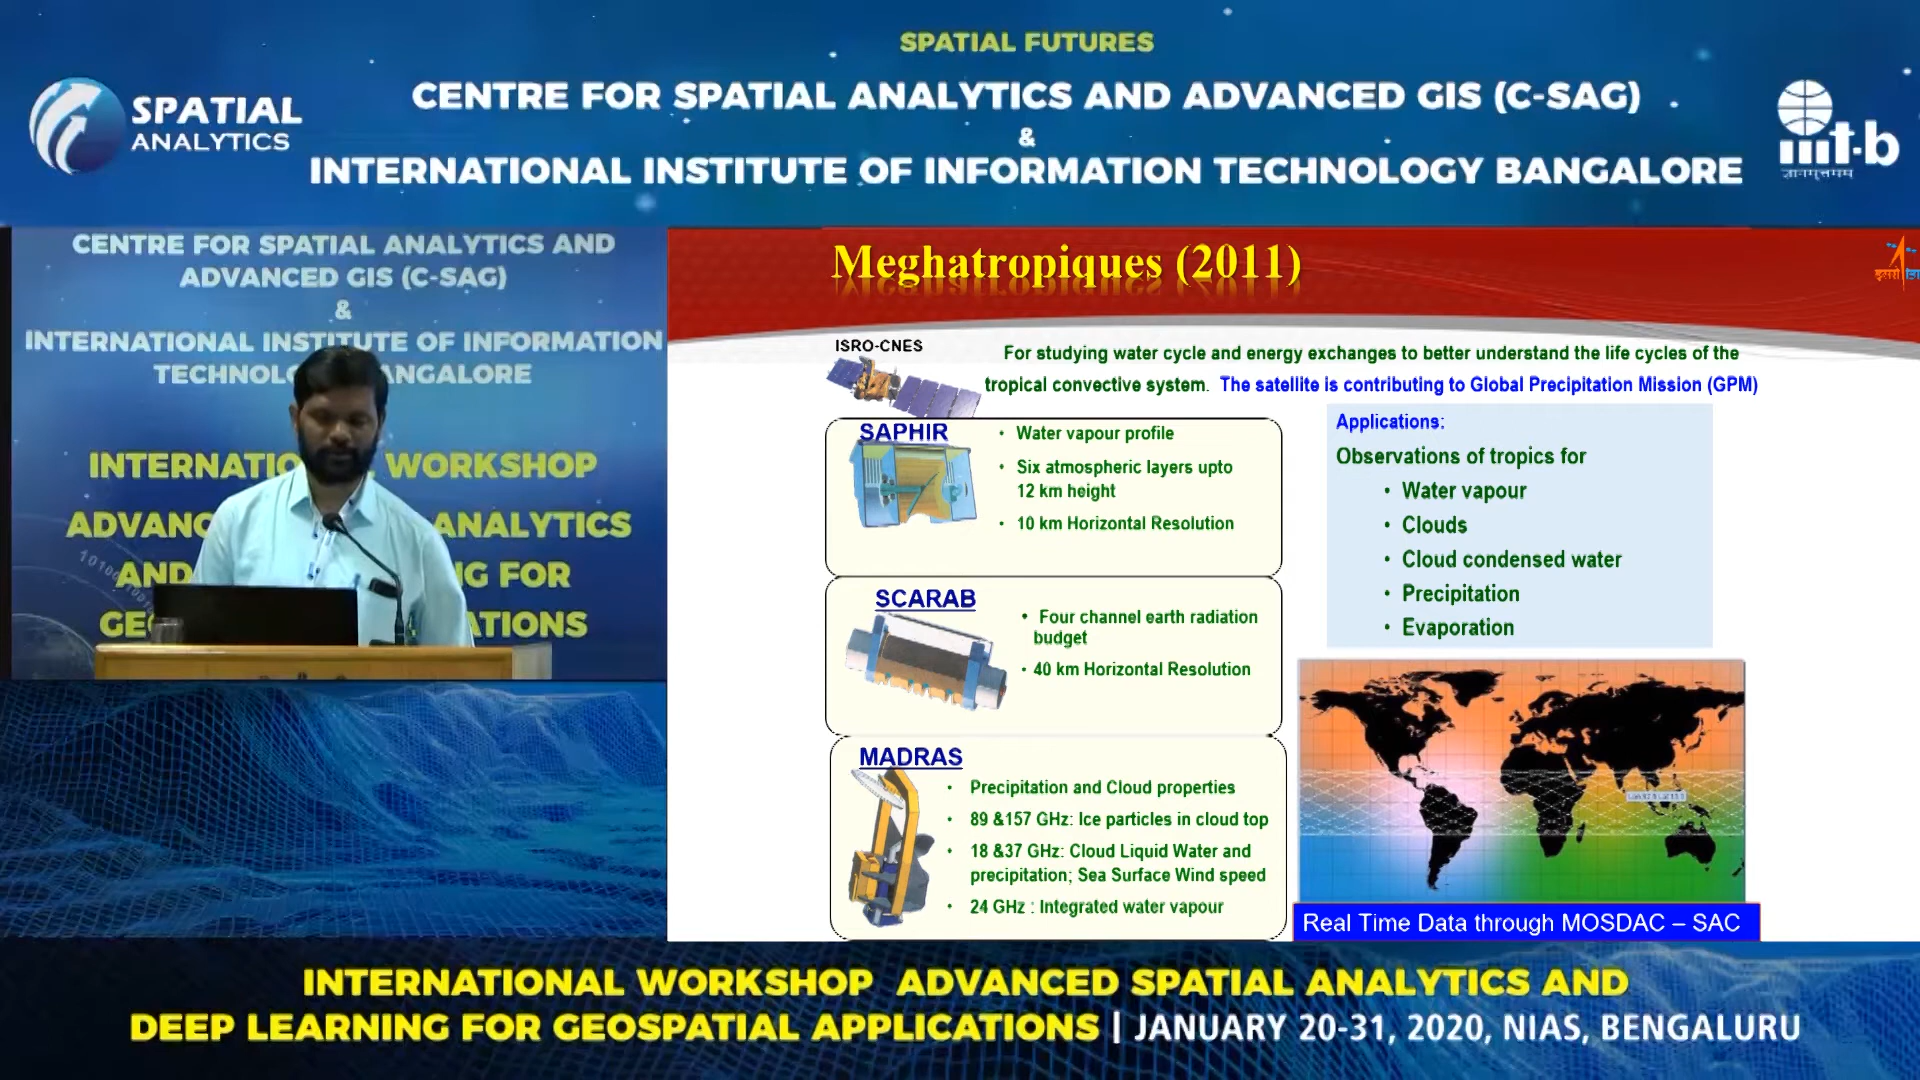 SPATIAL FUTURES
CENTRE FOR SPATIAL ANALYTICS AND ADVANCED GIS (C-SAG)
&
INTERNATIONAL INSTITUTE OF INFORMATION TECHNOLOGY BANGALORE
SPATIAL
ANALYTICS
iiit-b
ज्ञानमुत्तमम्
CENTRE FOR SPATIAL ANALYTICS AND
ADVANCED GIS (C-SAG)
&
INTERNATIONAL INSTITUTE OF INFORMATION
WORKSHOP
ANALYTICS
AND
FOR
Meghatropiques (2011)
इसरो
ISRO-CNES
For studying water cycle and energy exchanges to better understand the life cycles of the
tropical convective system. The satellite is contributing to Global Precipitation Mission (GPM)
SAPHIR
• Water vapour profile
• Six atmospheric layers upto
12 km height
• 10 km Horizontal Resolution
SCARAB
• Four channel earth radiation
budget
• 40 km Horizontal Resolution
MADRAS
• Precipitation and Cloud properties
• 89 &157 GHz: Ice particles in cloud top
• 18 &37 GHz: Cloud Liquid Water and
precipitation; Sea Surface Wind speed
• 24 GHz : Integrated water vapour
Applications:
Observations of tropics for
• Water vapour
• Clouds
• Cloud condensed water
• Precipitation
• Evaporation
Real Time Data through MOSDAC – SAC
INTERNATIONAL WORKSHOP ADVANCED SPATIAL ANALYTICS AND
DEEP LEARNING FOR GEOSPATIAL APPLICATIONS | JANUARY 20-31, 2020, NIAS, BENGALURU